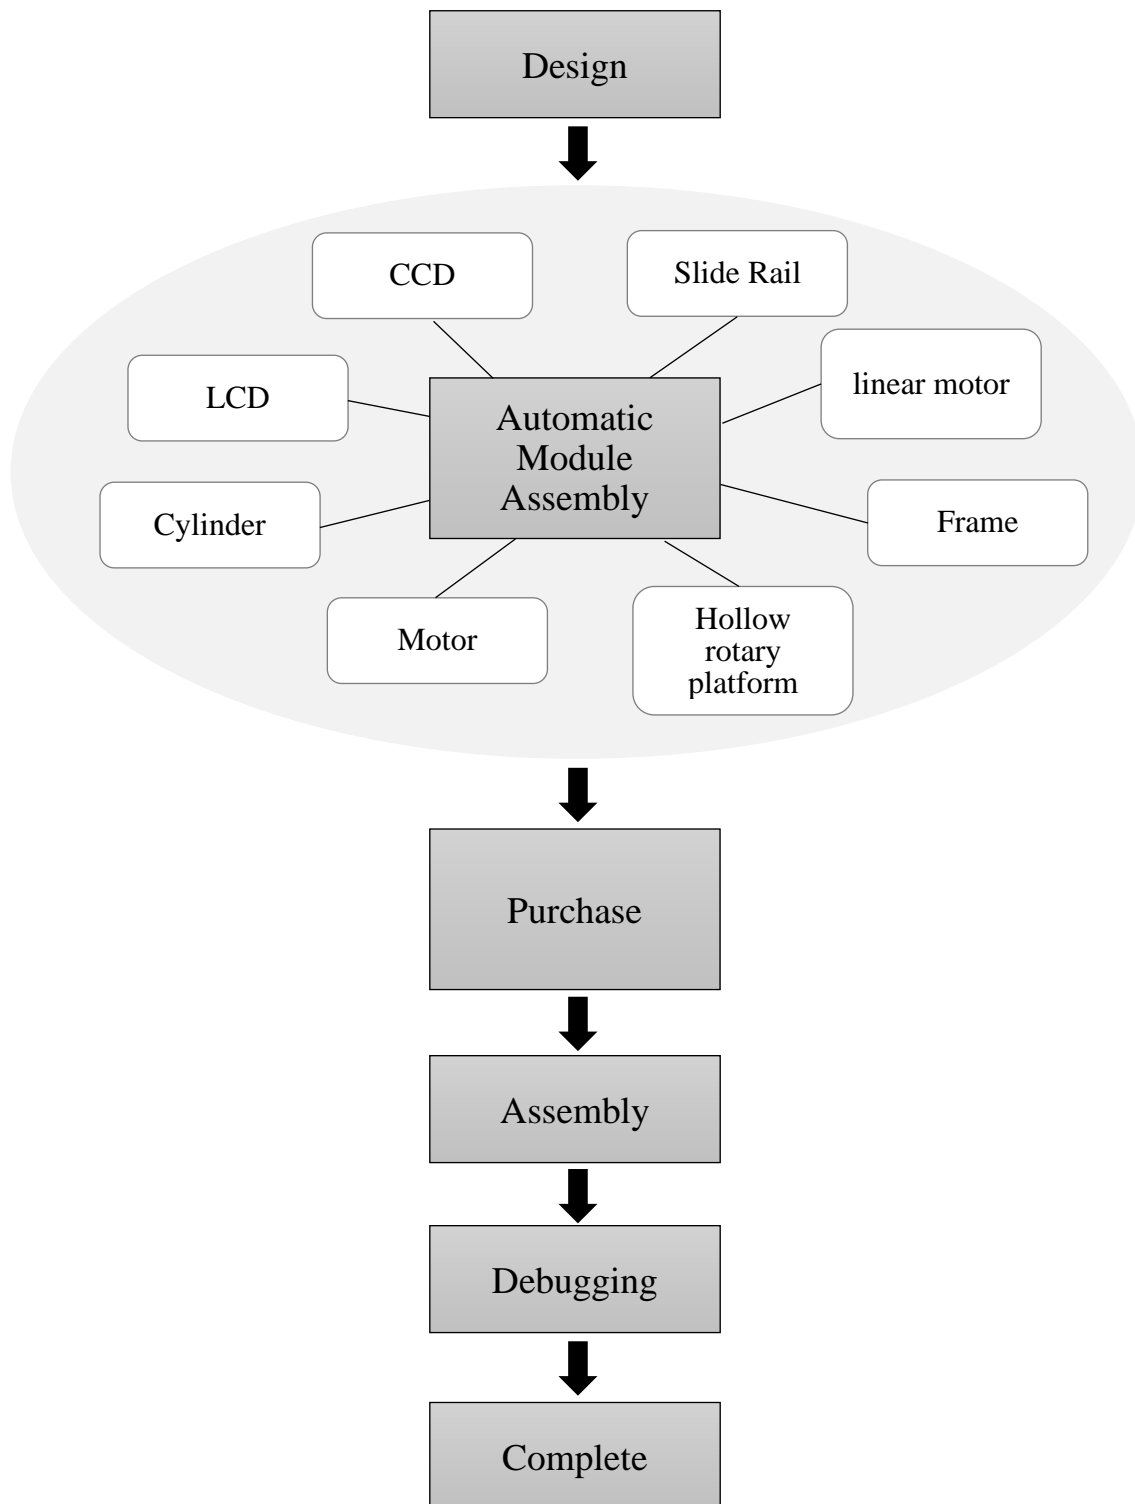 Design
CCD
Slide Rail
linear motor
LCD
Automatic
Module
Assembly
Cylinder
Frame
Motor
Hollow
rotary
platform
Purchase
Assembly
Debugging
Complete